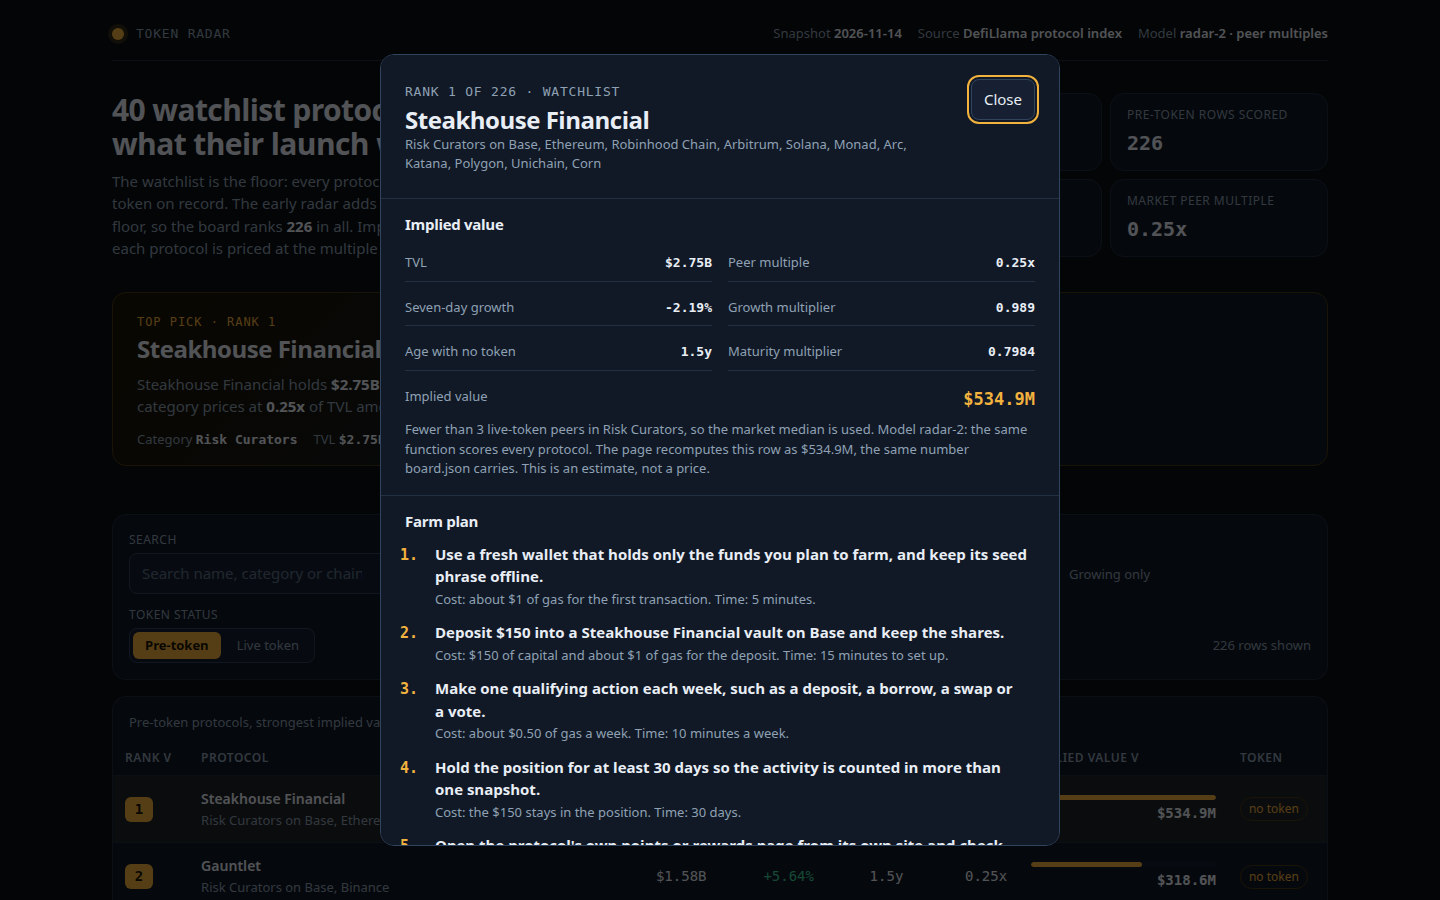 TOKEN RADAR
Snapshot 2026-11-14 Source DefiLlama protocol index Model radar-2 · peer multiples
40 watchlist protoc
what their launch w
The watchlist is the floor: every protoc
token on record. The early radar adds
floor, so the board ranks 226 in all. Imp
each protocol is priced at the multiple
PRE-TOKEN ROWS SCORED
226
MARKET PEER MULTIPLE
0.25x
TOP PICK · RANK 1
Steakhouse Financial
Steakhouse Financial holds $2.75B
category prices at 0.25x of TVL am
Category Risk Curators TVL $2.75
SEARCH
Search name, category or chain
TOKEN STATUS
Pre-token Live token
Growing only
226 rows shown
Pre-token protocols, strongest implied va
RANK V PROTOCOL LIED VALUE V TOKEN
1 Steakhouse Financial
Risk Curators on Base, Ethere
$534.9M no token
2 Gauntlet
Risk Curators on Base, Binance
$1.58B +5.64% 1.5y 0.25x $318.6M no token
RANK 1 OF 226 · WATCHLIST
Steakhouse Financial
Risk Curators on Base, Ethereum, Robinhood Chain, Arbitrum, Solana, Monad, Arc,
Katana, Polygon, Unichain, Corn
Close
Implied value
TVL $2.75B Peer multiple 0.25x
Seven-day growth -2.19% Growth multiplier 0.989
Age with no token 1.5y Maturity multiplier 0.7984
Implied value $534.9M
Fewer than 3 live-token peers in Risk Curators, so the market median is used. Model radar-2: the same
function scores every protocol. The page recomputes this row as $534.9M, the same number
board.json carries. This is an estimate, not a price.
Farm plan
1. Use a fresh wallet that holds only the funds you plan to farm, and keep its seed
phrase offline.
Cost: about $1 of gas for the first transaction. Time: 5 minutes.
2. Deposit $150 into a Steakhouse Financial vault on Base and keep the shares.
Cost: $150 of capital and about $1 of gas for the deposit. Time: 15 minutes to set up.
3. Make one qualifying action each week, such as a deposit, a borrow, a swap or
a vote.
Cost: about $0.50 of gas a week. Time: 10 minutes a week.
4. Hold the position for at least 30 days so the activity is counted in more than
one snapshot.
Cost: the $150 stays in the position. Time: 30 days.
5. Open the protocol's own points or rewards page from its own site and check